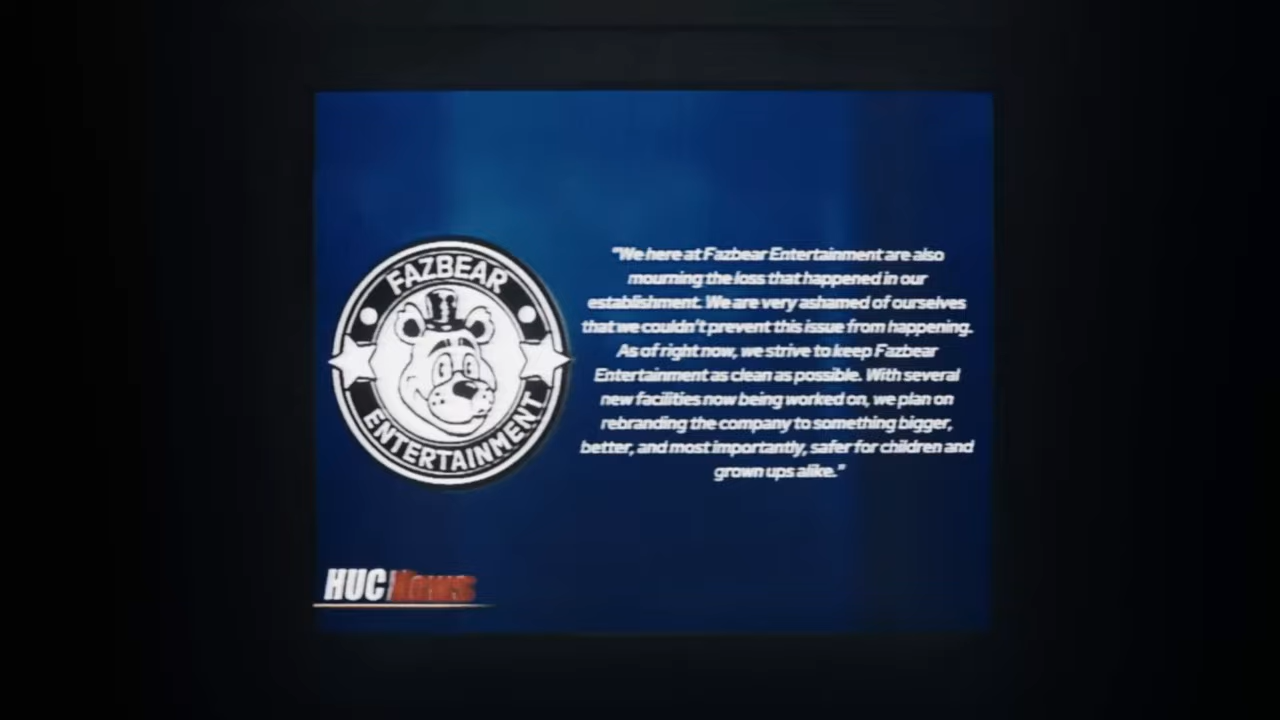 FAZBEAR
ENTERTAINMENT
"We here at Fazbear Entertainment are also
mourning the loss that happened in our
establishment. We are very ashamed of ourselves
that we couldn't prevent this issue from happening.
As of right now, we strive to keep Fazbear
Entertainment as clean as possible. With several
new facilities now being worked on, we plan on
rebranding the company to something bigger,
better, and most importantly, safer for children and
grown ups alike."
HUC News